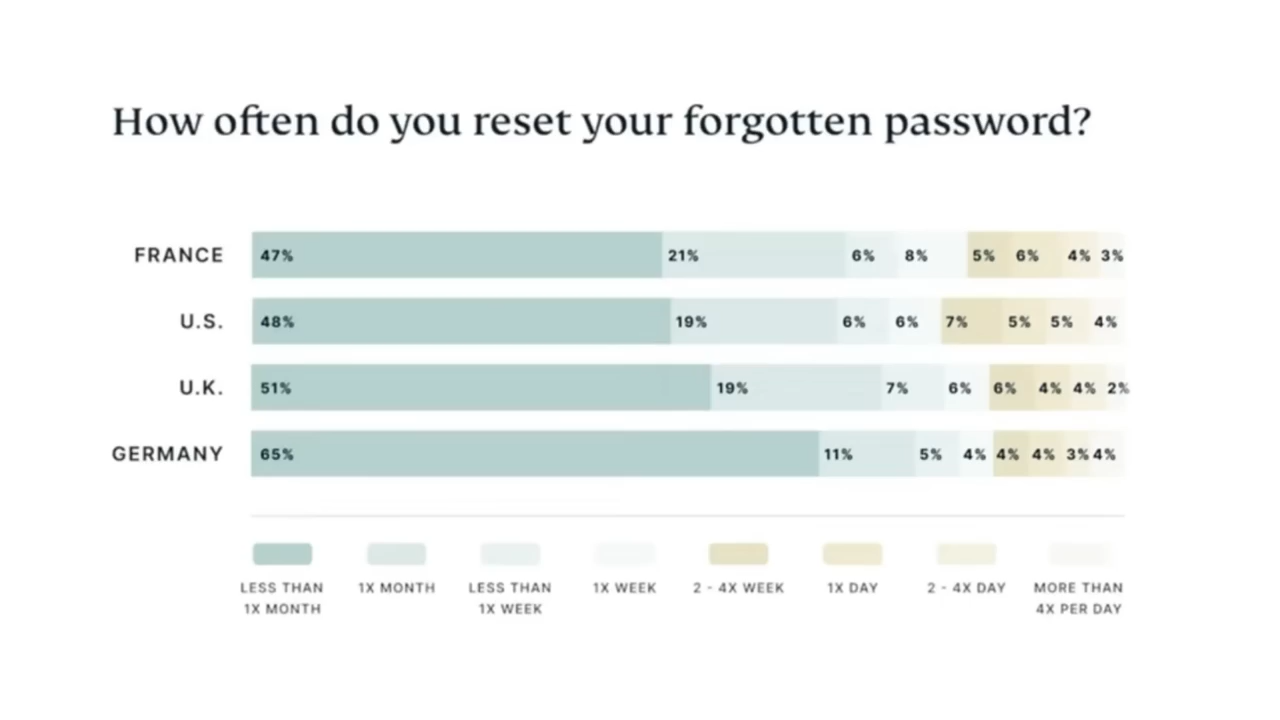 How often do you reset your forgotten password?
FRANCE 47% 21% 6% 8% 5% 6% 4% 3%
U.S. 48% 19% 6% 6% 7% 5% 5% 4%
U.K. 51% 19% 7% 6% 6% 4% 4% 2%
GERMANY 65% 11% 5% 4% 4% 4% 3% 4%
LESS THAN 1X MONTH LESS THAN 1X WEEK 2 - 4X WEEK 1X DAY 2 - 4X DAY MORE THAN
1X MONTH 1X WEEK 4X PER DAY